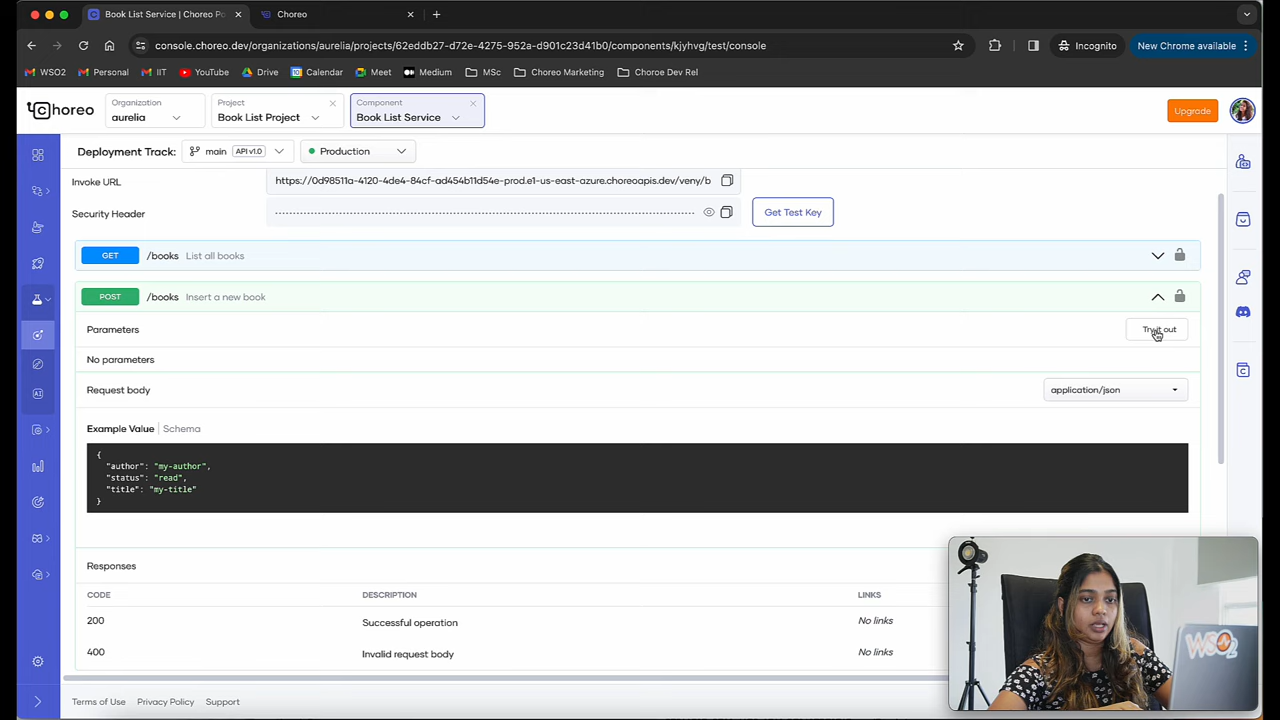 Book List Service | Choreo Po
Choreo
console.choreo.dev/organizations/aurelia/projects/62eddb27-d72e-4275-952a-d901c23d41b0/components/kjyhvg/test/console
Incognito
New Chrome available
WSO2
Personal
IIT
YouTube
Drive
Calendar
Meet
Medium
MSc
Choreo Marketing
Choroe Dev Rel
Choreo
Organization
aurelia
Project
Book List Project
Component
Book List Service
Upgrade
Deployment Track:
main
API v1.0
Production
Invoke URL
https://0d98511a-4120-4de4-84cf-ad454b11d54e-prod.e1-us-east-azure.choreoapis.dev/veny/b
Security Header
Get Test Key
GET /books List all books
POST /books Insert a new book
Parameters
Try it out
No parameters
Request body
application/json
Example Value | Schema
{
"author": "my-author",
"status": "read",
"title": "my-title"
}
Responses
CODE DESCRIPTION LINKS
200 Successful operation No links
400 Invalid request body No links
WSO2
Terms of Use
Privacy Policy
Support